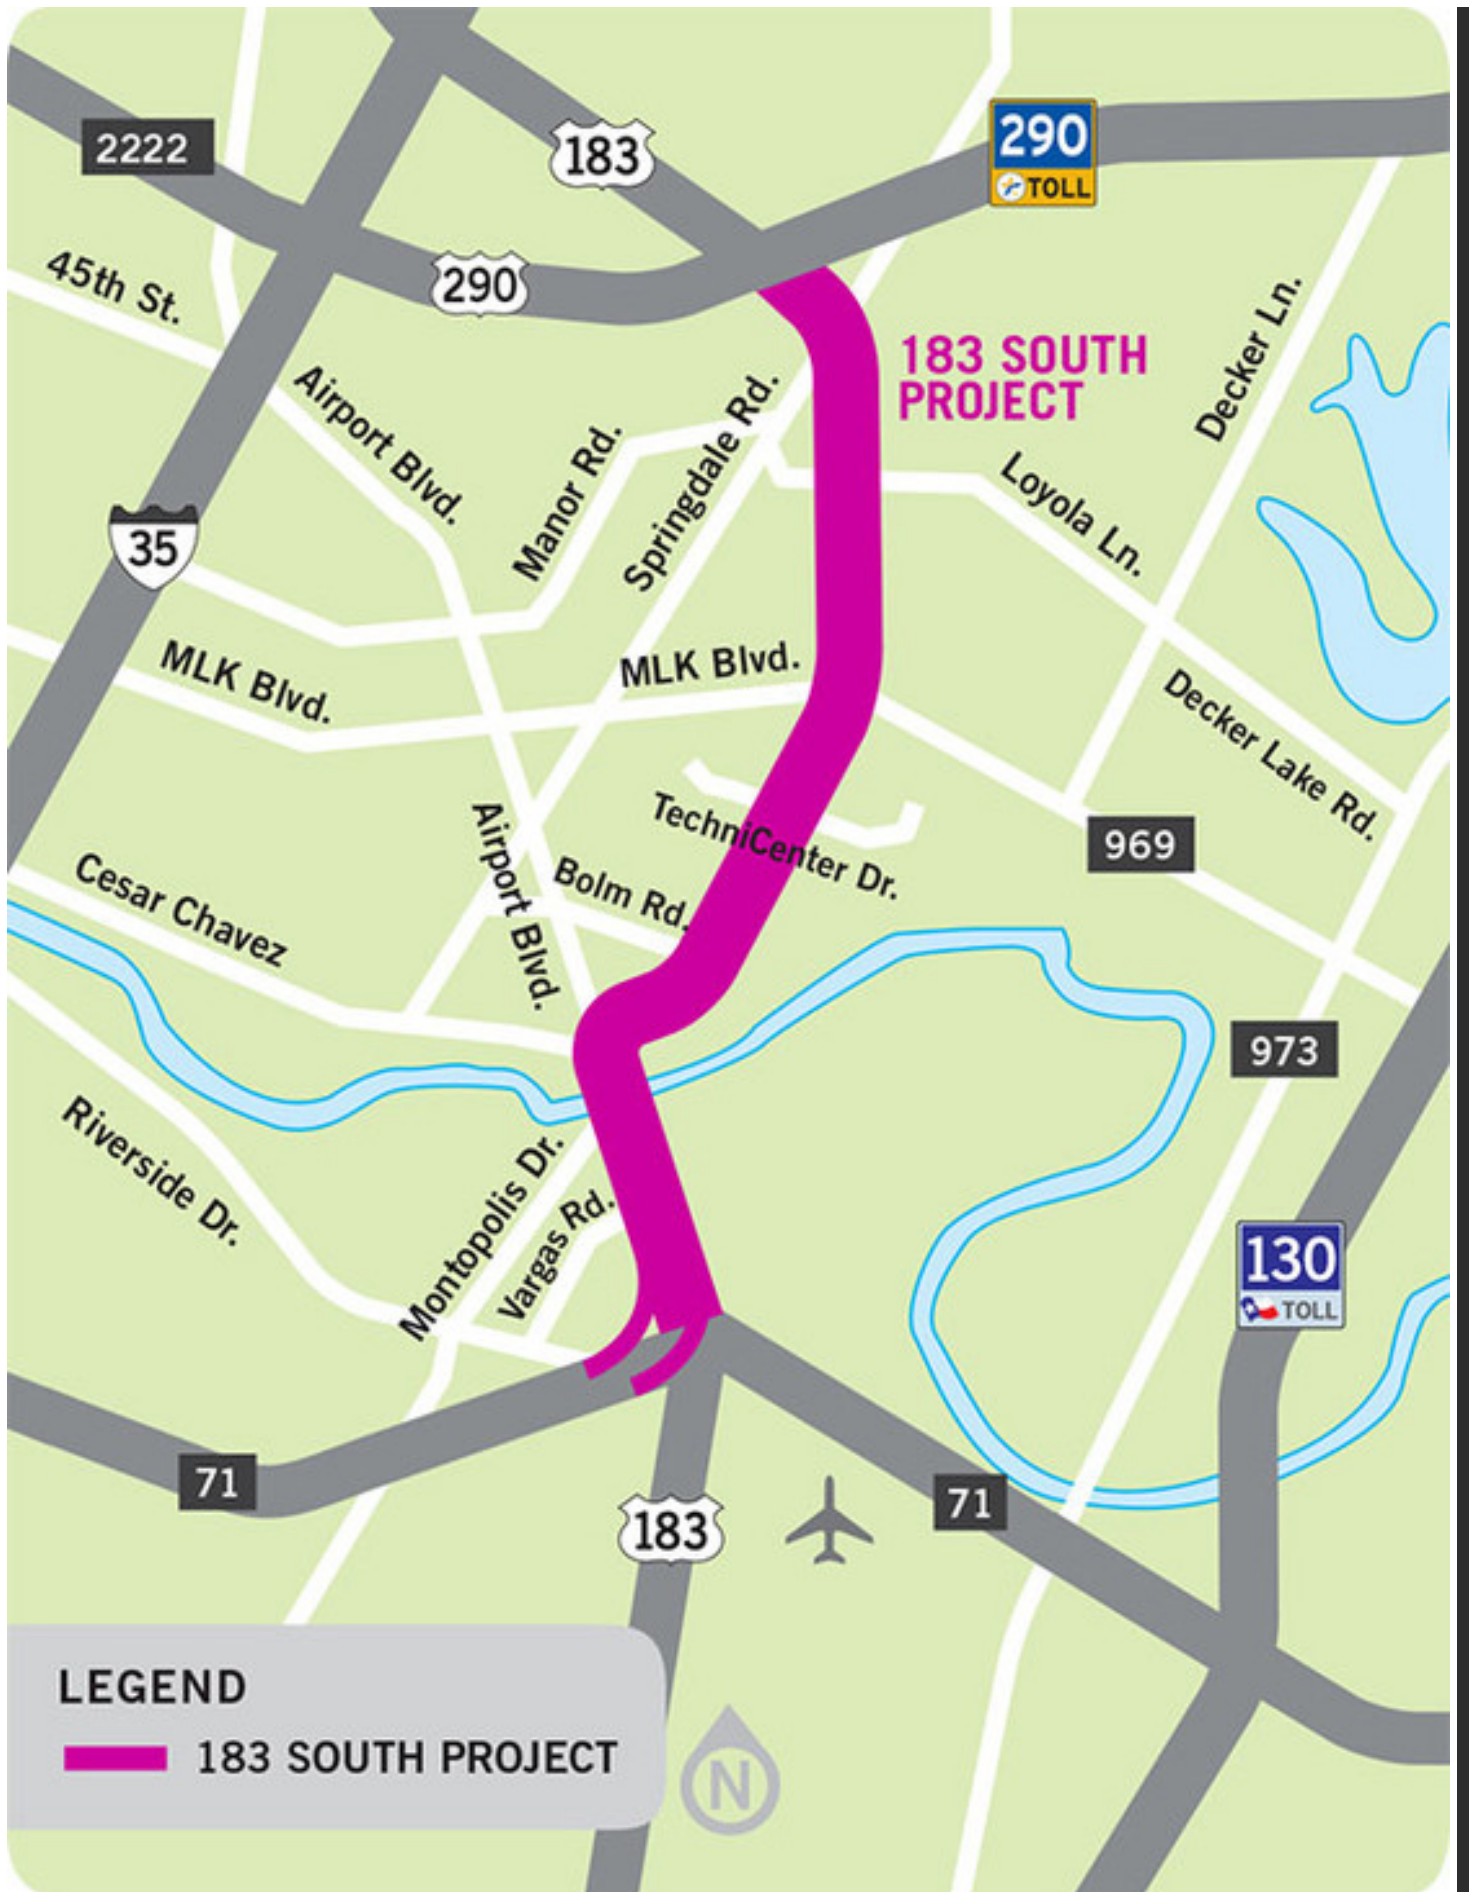 2222
183
290
TOLL
45th St.
290
183 SOUTH
PROJECT
Decker Ln.
Airport Blvd.
Manor Rd.
Springdale Rd.
Loyola Ln.
35
MLK Blvd.
MLK Blvd.
Decker Lake Rd.
TechniCenter Dr.
Airport Blvd.
Bolm Rd.
969
Cesar Chavez
973
Riverside Dr.
Montopolis Dr.
Vargas Rd.
130
TOLL
71
183
71
LEGEND
183 SOUTH PROJECT
N